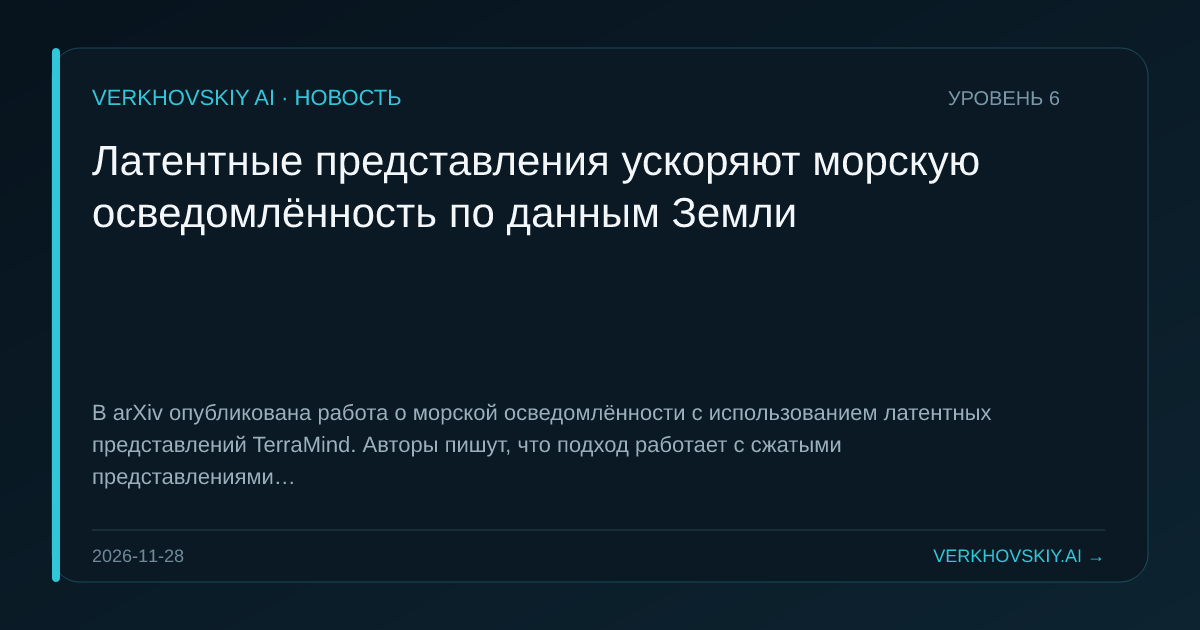 VERKHOVSKIY AI · НОВОСТЬ
УРОВЕНЬ 6
Латентные представления ускоряют морскую
осведомлённость по данным Земли
В arXiv опубликована работа о морской осведомлённости с использованием латентных
представлений TerraMind. Авторы пишут, что подход работает с сжатыми
представлениями…
2026-11-28
VERKHOVSKIY.AI →